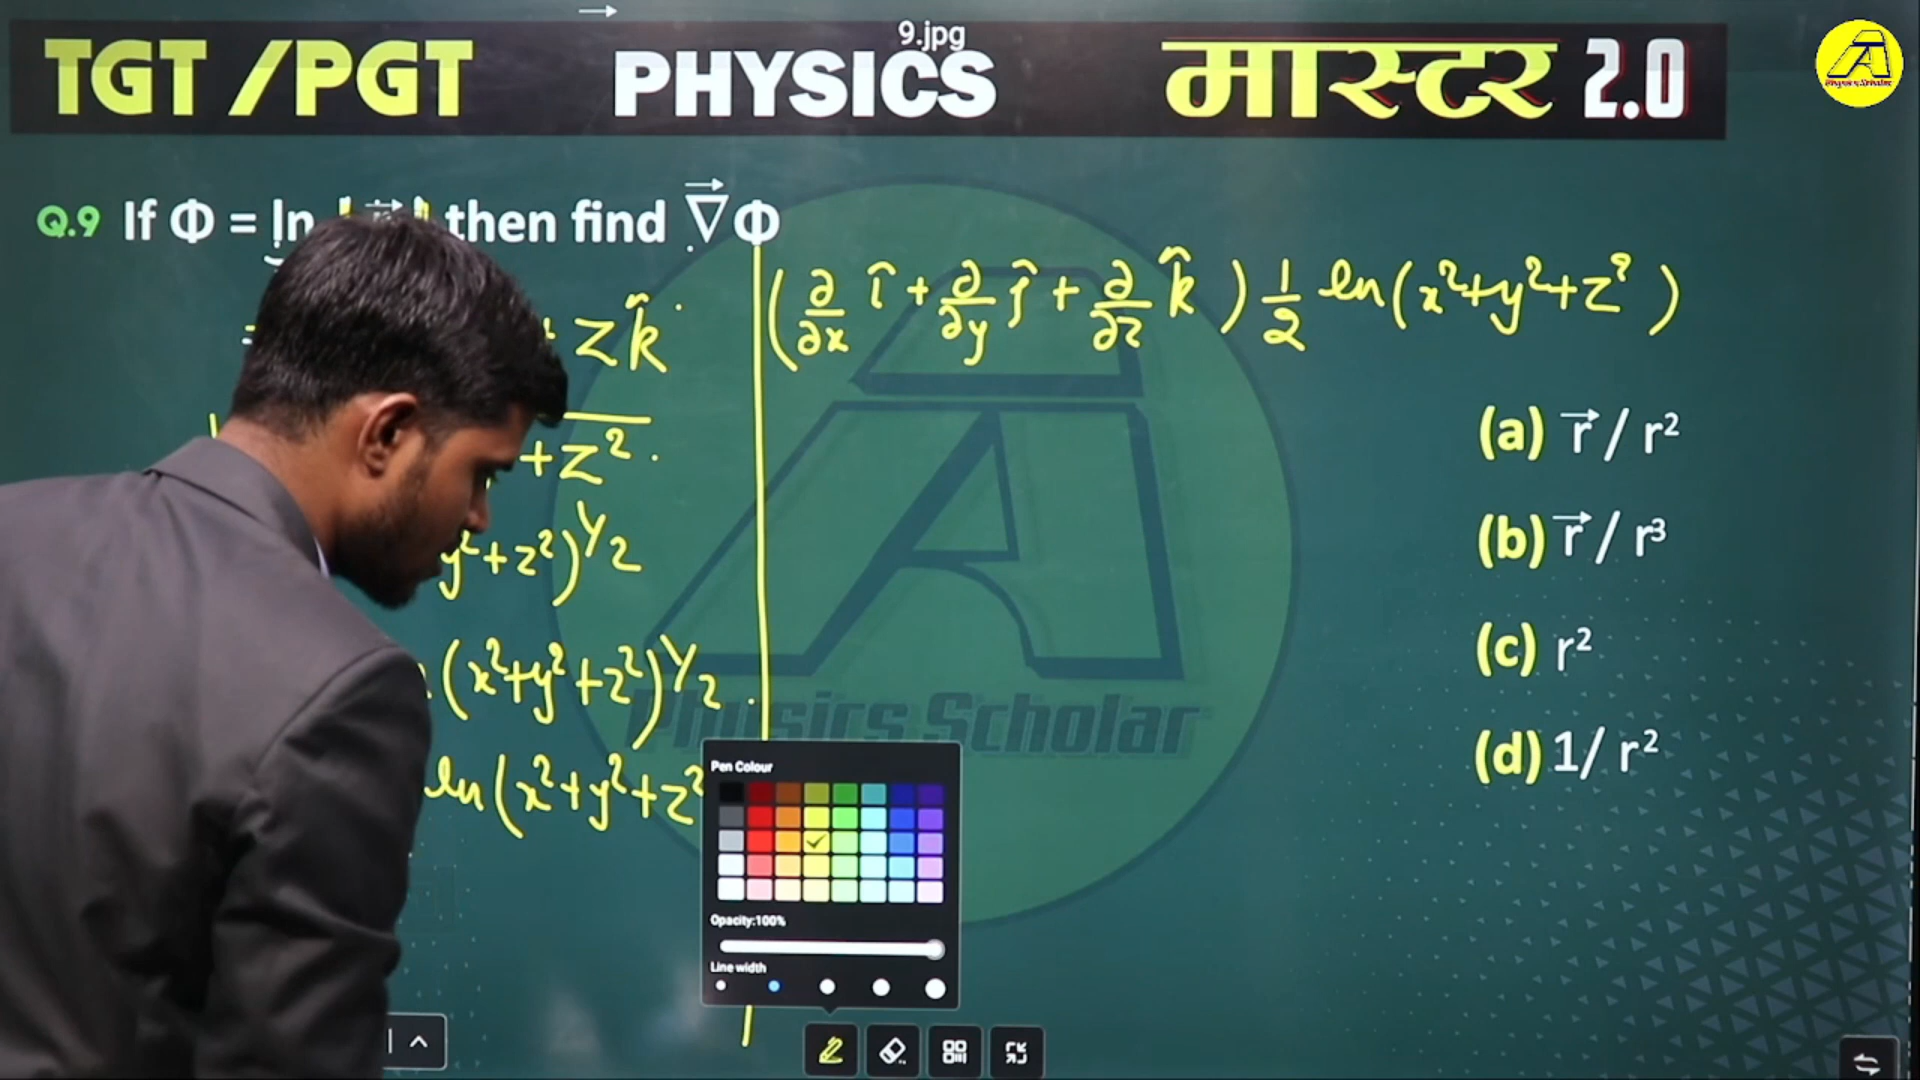 9.jpg
TGT /PGT PHYSICS मास्टर 2.0
Physics Scholar
Q.9 If Φ = ln then find ∇⃗Φ
= + z k̂
+ z²
y² + z²)^1/2
(x² + y² + z²)^1/2
ln(x² + y² + z²
(∂/∂x î + ∂/∂y ĵ + ∂/∂z k̂) 1/2 ln(x² + y² + z²)
(a) r⃗ / r²
(b) r⃗ / r³
(c) r²
(d) 1/ r²
Physics Scholar
Pen Colour
Opacity:100%
Line width